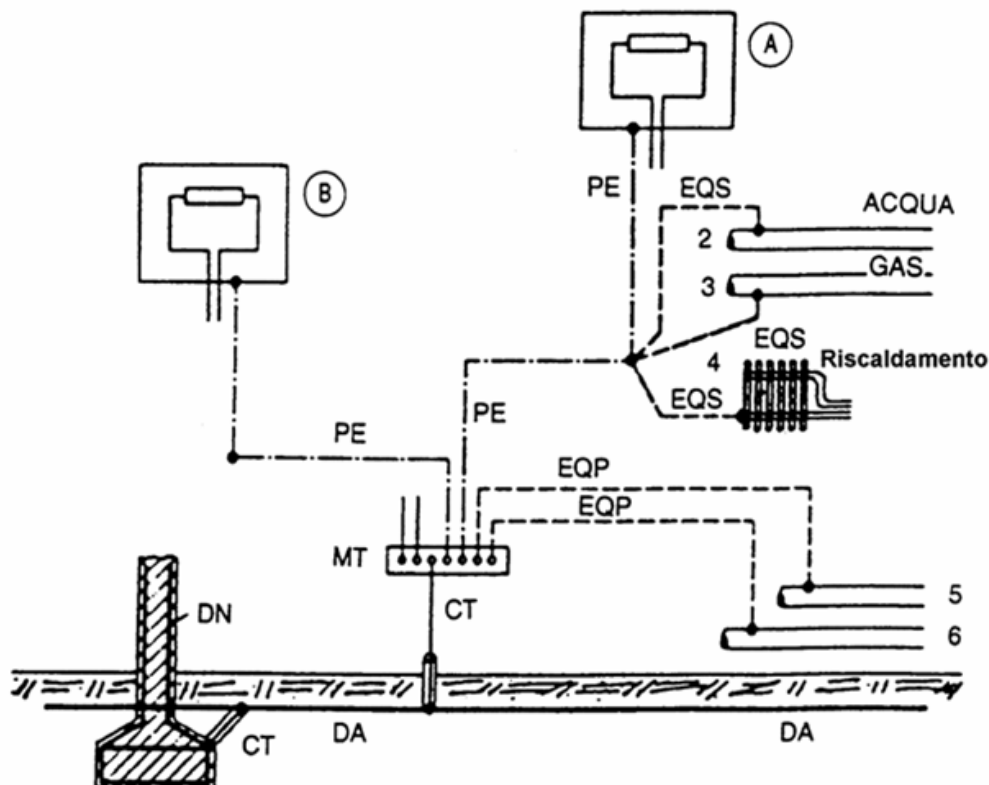 A
B
PE
EQS
ACQUA
2
GAS
3
EQS
4
Riscaldamento
EQS
PE
PE
EQP
EQP
MT
CT
DN
5
6
CT
DA
DA